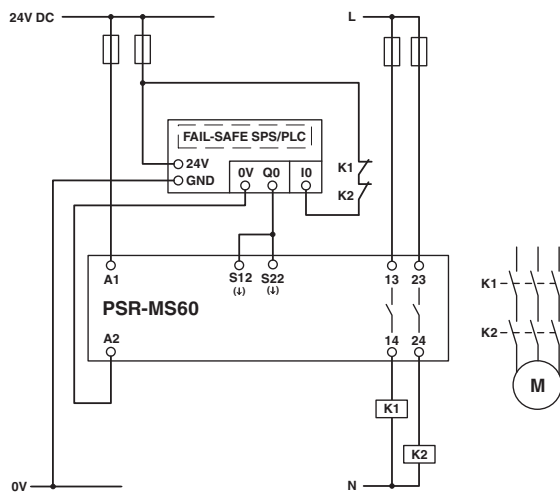 24V DC
L
FAIL-SAFE SPS/PLC
24V
GND
0V Q0 I0
K1
K2
A1
S12
(↓)
S22
(↓)
13 23
PSR-MS60
A2
14 24
K1
K2
K1
K2
M
0V
N